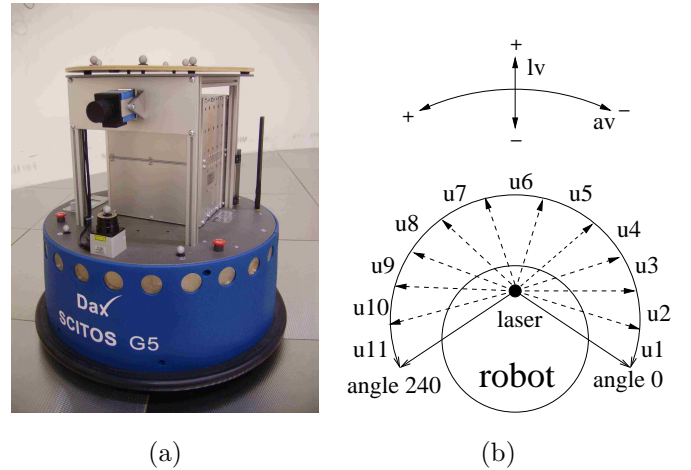 Dax
SCITOS G5
(a)
+
lv
+
−
av
−
u6
u7
u5
u8
u4
u9
u3
u10
u2
laser
u11
u1
angle 240
robot
angle 0
(b)